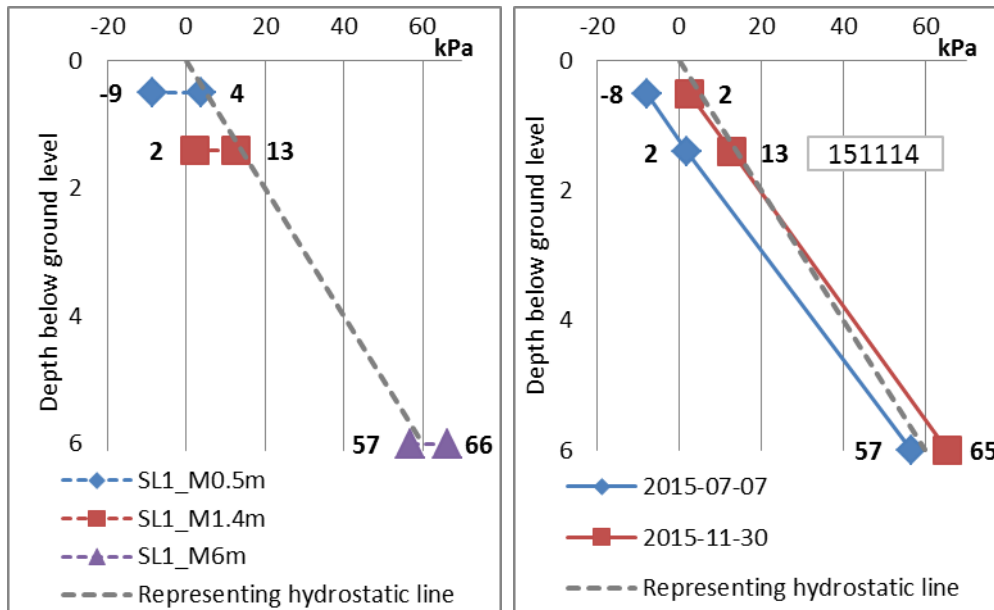 -20 0 20 40 60
kPa
0
2
4
6
Depth below ground level
-9 4
2 13
57 66
SL1_M0.5m
SL1_M1.4m
SL1_M6m
Representing hydrostatic line
-20 0 20 40 60
kPa
0
2
4
6
Depth below ground level
-8 2
2 13
151114
57 65
2015-07-07
2015-11-30
Representing hydrostatic line